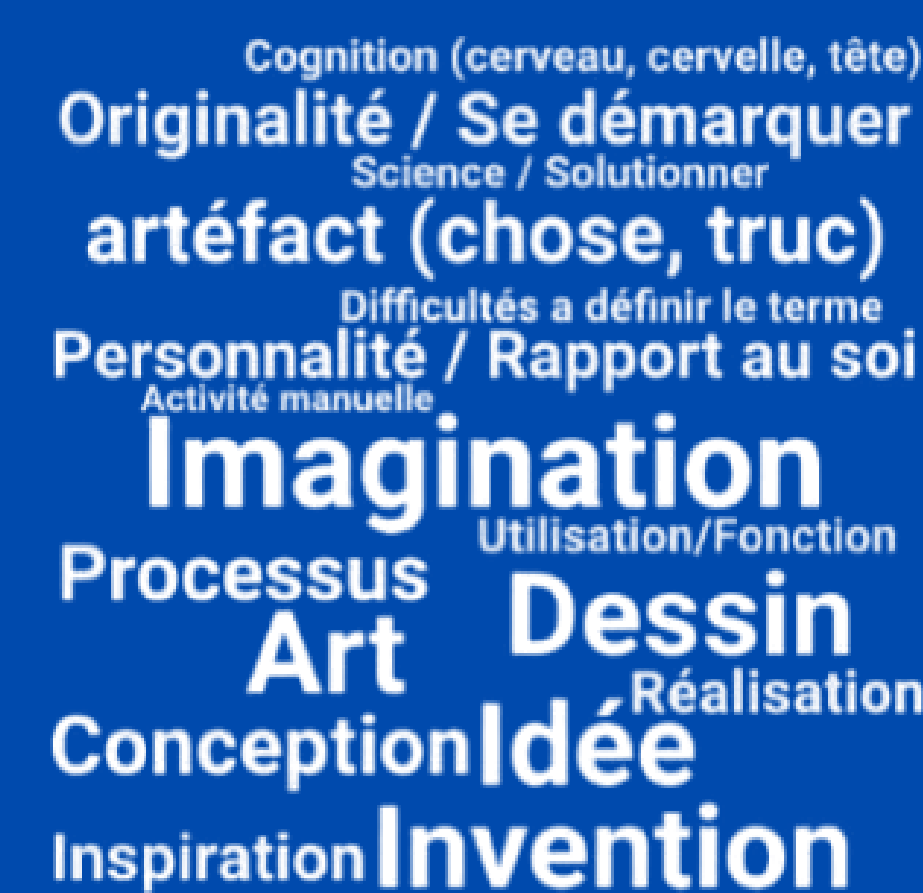 Cognition (cerveau, cervelle, tête)
Originalité / Se démarquer
Science / Solutionner
artéfact (chose, truc)
Difficultés a définir le terme
Personnalité / Rapport au soi
Activité manuelle
Imagination
Utilisation/Fonction
Processus
Dessin
Art
Réalisation
Conception
Idée
Inspiration
Invention